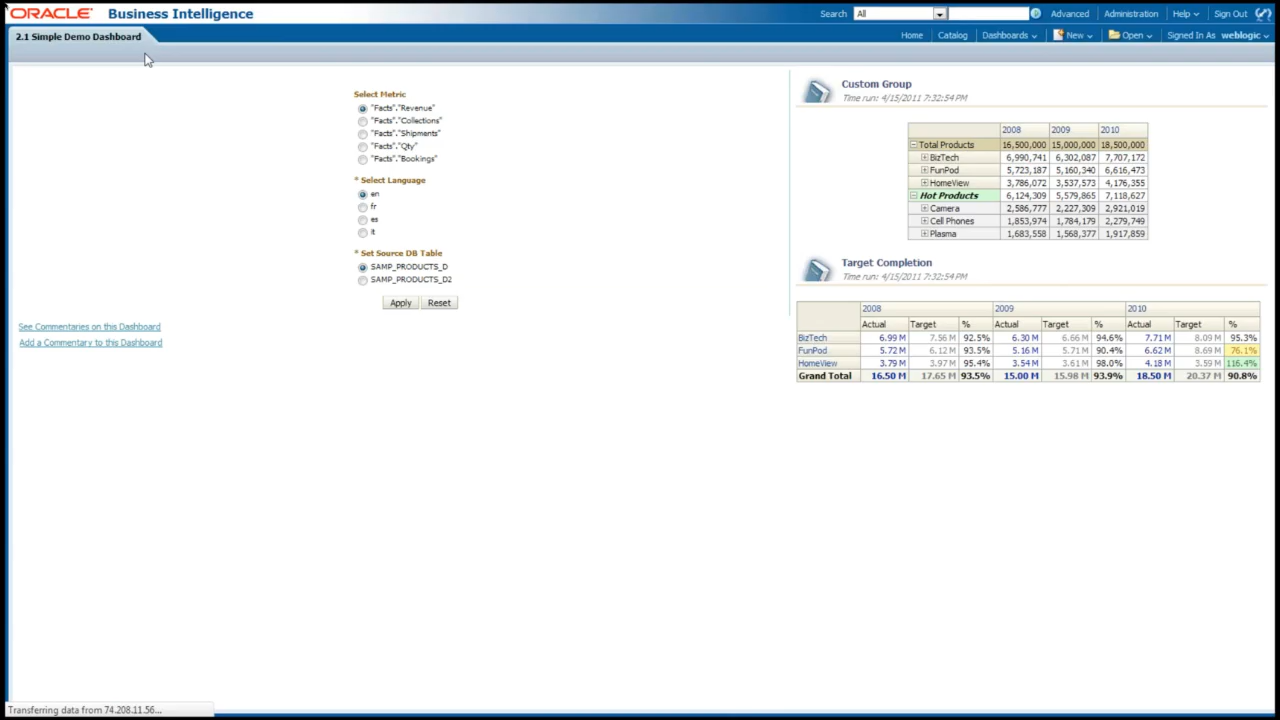 ORACLE Business Intelligence
Search All Advanced Administration Help Sign Out
2.1 Simple Demo Dashboard
Home Catalog Dashboards New Open Signed In As weblogic
Select Metric
"Facts"."Revenue"
"Facts"."Collections"
"Facts"."Shipments"
"Facts"."Qty"
"Facts"."Bookings"
* Select Language
en
fr
es
it
* Set Source DB Table
SAMP_PRODUCTS_D
SAMP_PRODUCTS_D2
Apply Reset
See Commentaries on this Dashboard
Add a Commentary to this Dashboard
Custom Group
Time run: 4/15/2011 7:32:54 PM
2008 2009 2010
Total Products 16,500,000 15,000,000 18,500,000
BizTech 6,990,741 6,302,087 7,707,172
FunPod 5,723,187 5,160,340 6,616,473
HomeView 3,786,072 3,537,573 4,176,355
Hot Products 6,124,309 5,579,865 7,118,627
Camera 2,586,777 2,227,309 2,921,019
Cell Phones 1,853,974 1,784,179 2,279,749
Plasma 1,683,558 1,568,377 1,917,859
Target Completion
Time run: 4/15/2011 7:32:54 PM
2008 2009 2010
Actual Target % Actual Target % Actual Target %
BizTech 6.99 M 7.56 M 92.5% 6.30 M 6.66 M 94.6% 7.71 M 8.09 M 95.3%
FunPod 5.72 M 6.12 M 93.5% 5.16 M 5.71 M 90.4% 6.62 M 8.69 M 76.1%
HomeView 3.79 M 3.97 M 95.4% 3.54 M 3.61 M 98.0% 4.18 M 3.59 M 116.4%
Grand Total 16.50 M 17.65 M 93.5% 15.00 M 15.98 M 93.9% 18.50 M 20.37 M 90.8%
Transferring data from 74.208.11.56...